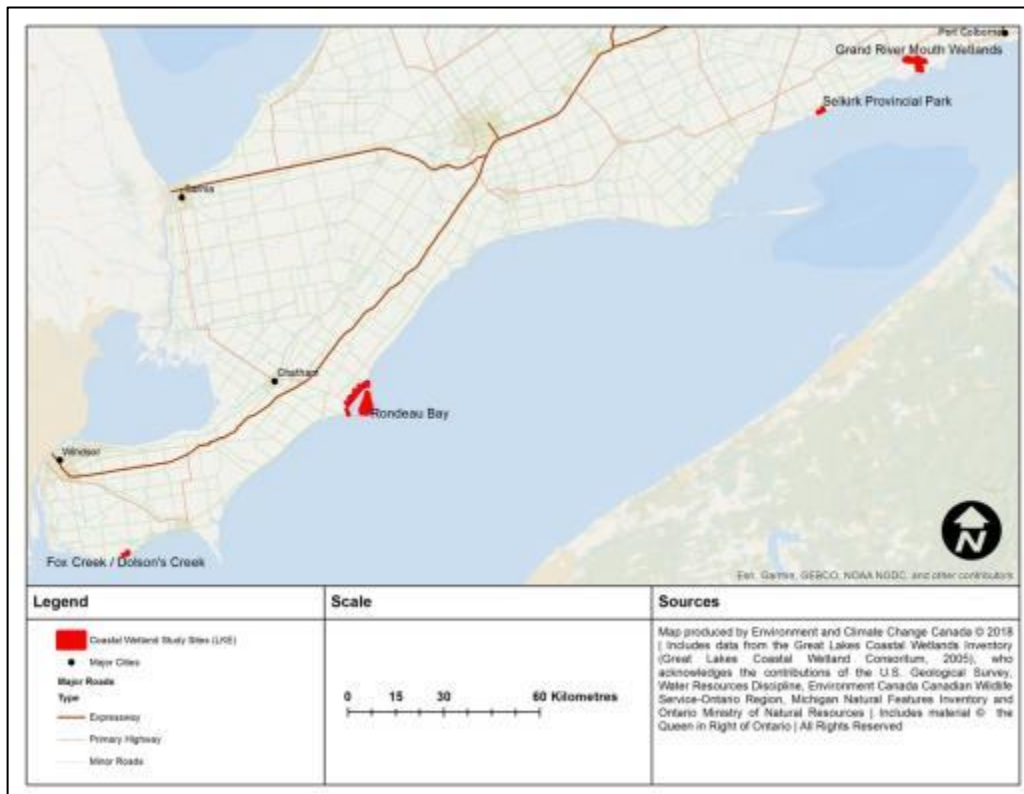 Port Colborne
Grand River Mouth Wetlands
Selkirk Provincial Park
Sarnia
Chatham
Rondeau Bay
Windsor
Fox Creek / Dolson's Creek
N
Esri, Garmin, GEBCO, NOAA NGDC, and other contributors
Legend
Coastal Wetland Study Sites (LKE)
Major Cities
Major Roads
Type
Expressway
Primary Highway
Minor Roads
Scale
0 15 30 60 Kilometres
Sources
Map produced by Environment and Climate Change Canada © 2018
| Includes data from the Great Lakes Coastal Wetlands Inventory
(Great Lakes Coastal Wetland Consortium, 2005), who
acknowledges the contributions of the U.S. Geological Survey,
Water Resources Discipline, Environment Canada Canadian Wildlife
Service-Ontario Region, Michigan Natural Features Inventory and
Ontario Ministry of Natural Resources | Includes material © the
Queen in Right of Ontario | All Rights Reserved